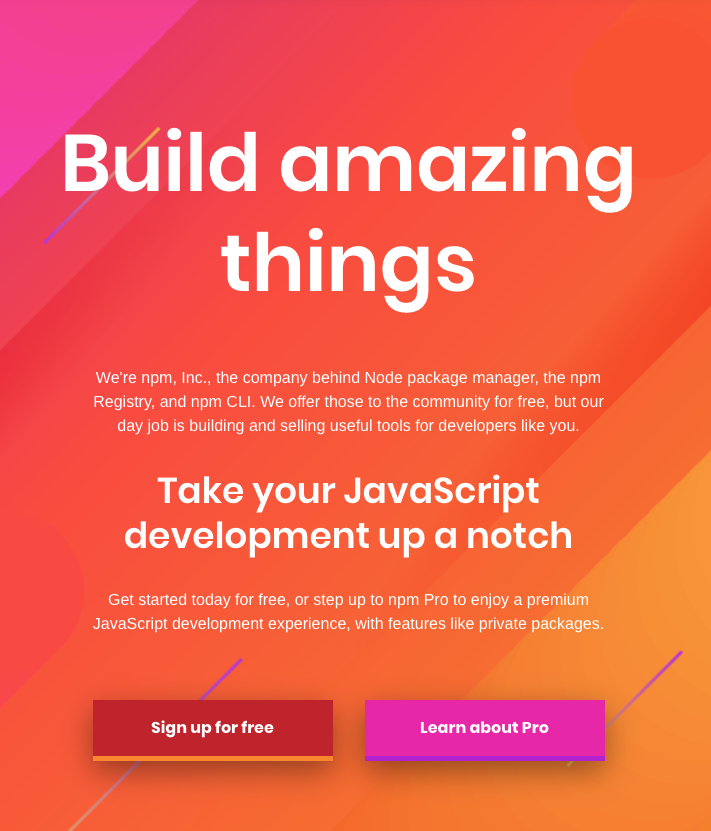 Build amazing
things
We're npm, Inc., the company behind Node package manager, the npm
Registry, and npm CLI. We offer those to the community for free, but our
day job is building and selling useful tools for developers like you.
Take your JavaScript
development up a notch
Get started today for free, or step up to npm Pro to enjoy a premium
JavaScript development experience, with features like private packages.
Sign up for free
Learn about Pro